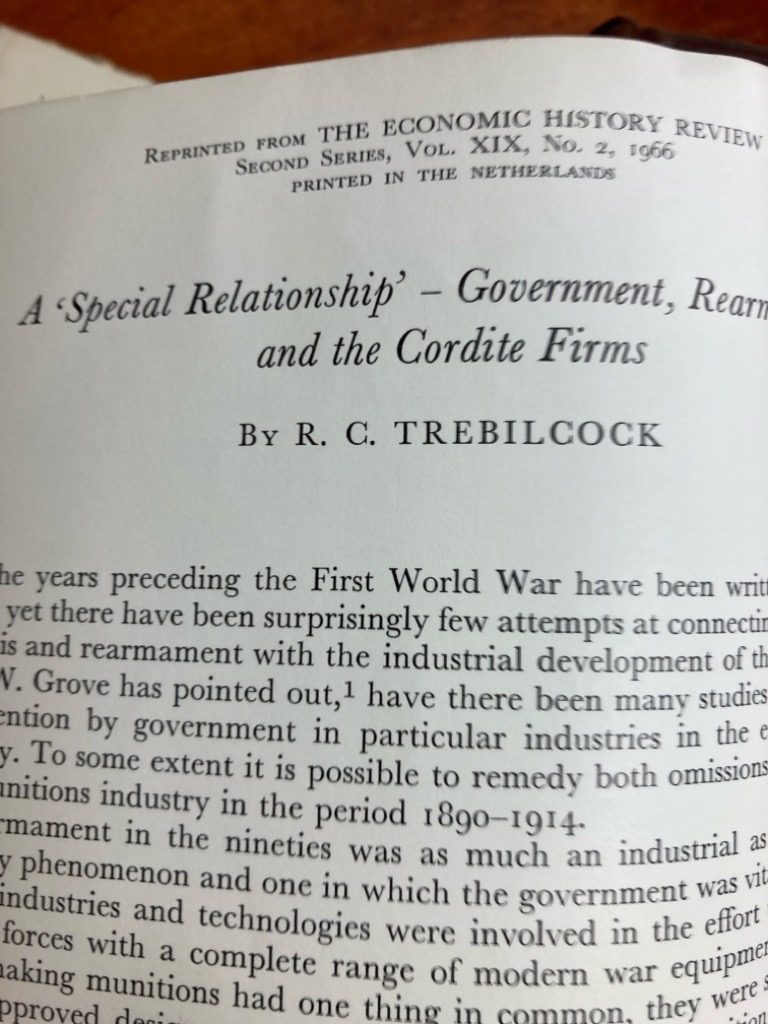 REPRINTED FROM THE ECONOMIC HISTORY REVIEW
SECOND SERIES, VOL. XIX, No. 2, 1966
PRINTED IN THE NETHERLANDS
A ‘Special Relationship’ – Government, Rearm
and the Cordite Firms
BY R. C. TREBILCOCK
he years preceding the First World War have been writt
yet there have been surprisingly few attempts at connectin
is and rearmament with the industrial development of th
W. Grove has pointed out,¹ have there been many studies
ention by government in particular industries in the e
y. To some extent it is possible to remedy both omissions
unitions industry in the period 1890–1914.
rmament in the nineties was as much an industrial as
y phenomenon and one in which the government was vit
industries and technologies were involved in the effort
forces with a complete range of modern war equipmen
making munitions had one thing in common, they were s
pproved desig